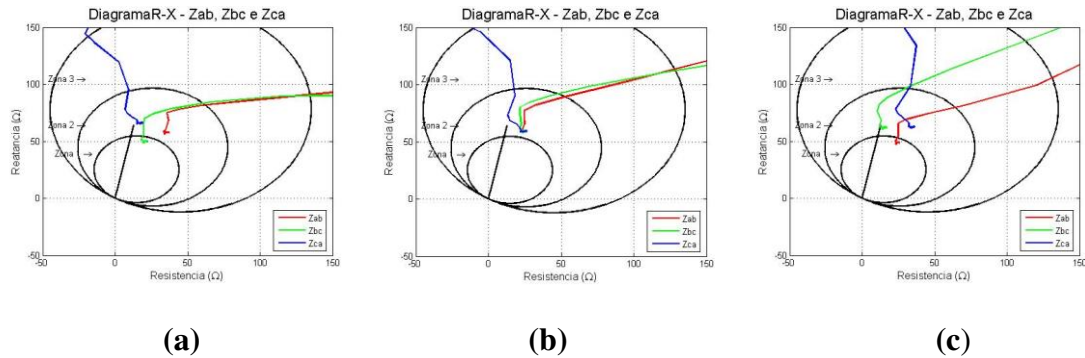 DiagramaR-X - Zab, Zbc e Zca
150
100
50
0
-50
-50
0
50
100
150
Reatancia (Ω)
Resistencia (Ω)
Zona 3 →
Zona 2 →
Zona →
Zab
Zbc
Zca
(a)
DiagramaR-X - Zab, Zbc e Zca
150
100
50
0
-50
-50
0
50
100
150
Reatancia (Ω)
Resistencia (Ω)
Zona 3 →
Zona 2 →
Zona →
Zab
Zbc
Zca
(b)
DiagramaR-X - Zab, Zbc e Zca
150
100
50
0
-50
-50
0
50
100
150
Reatancia (Ω)
Resistencia (Ω)
Zona 3 →
Zona 2 →
Zona →
Zab
Zbc
Zca
(c)